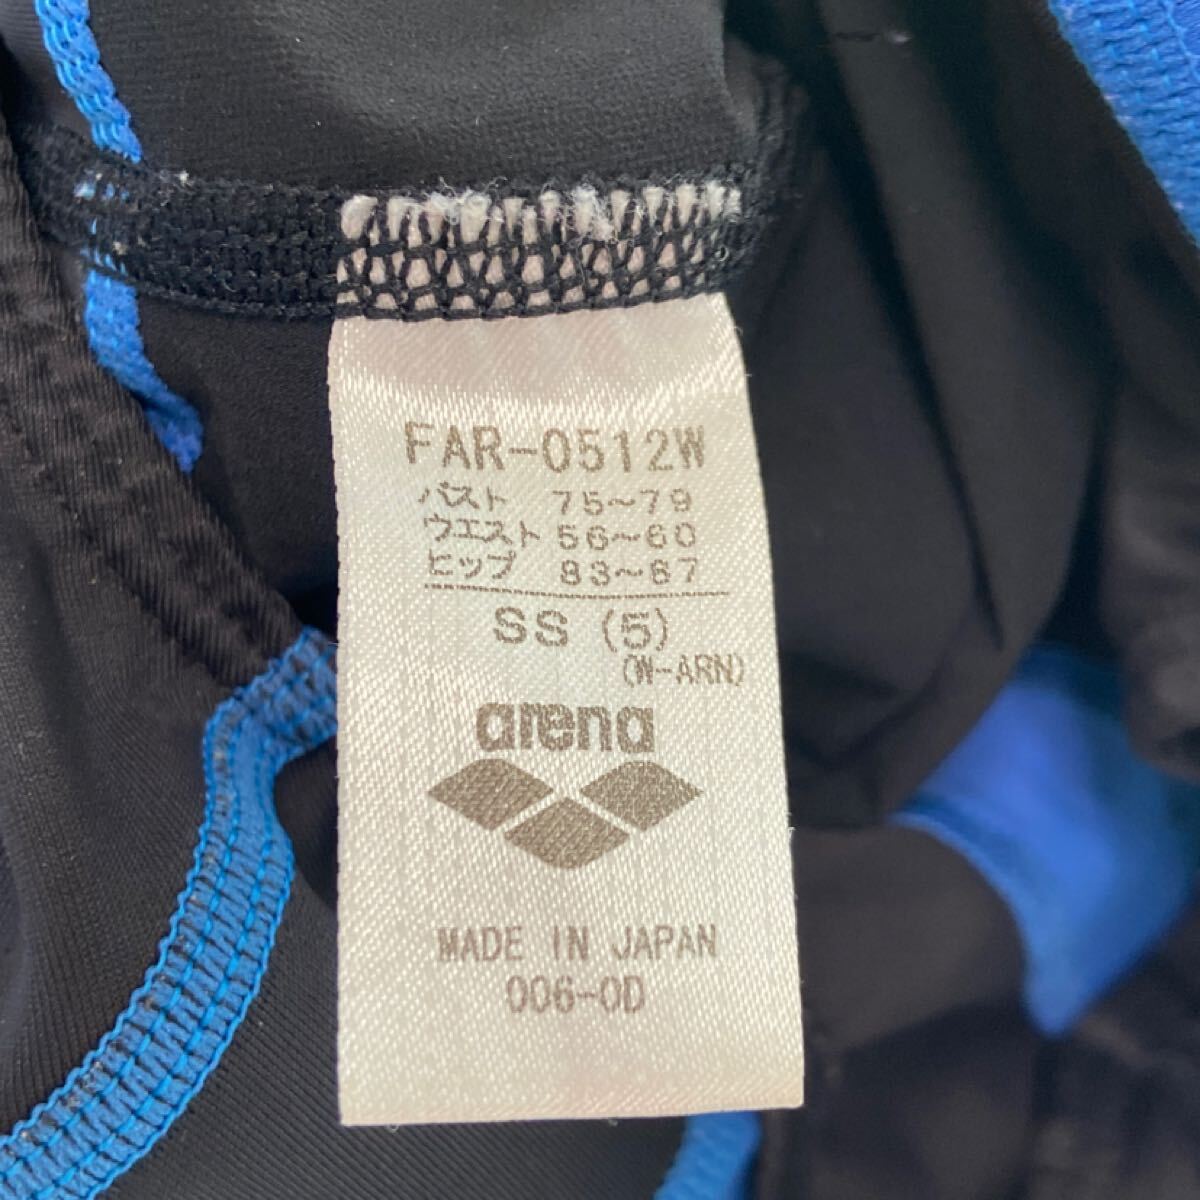 FAR-0512W
バスト 75～79
ウエスト 56～60
ヒップ 83～87
SS (5)
(W-ARN)
arena
MADE IN JAPAN
006-0D